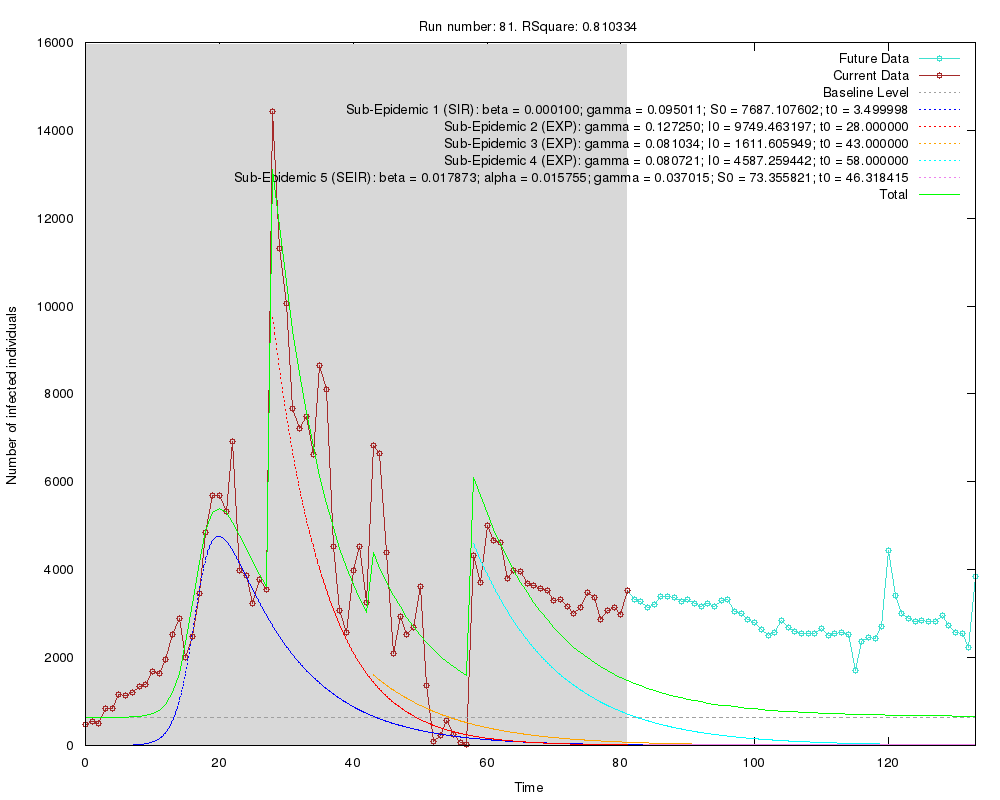 Run number: 81. RSquare: 0.810334
16000
14000
12000
10000
8000
6000
4000
2000
0
Number of infected individuals
Future Data
Current Data
Baseline Level
Sub-Epidemic 1 (SIR): beta = 0.000100; gamma = 0.095011; S0 = 7687.107602; t0 = 3.499998
Sub-Epidemic 2 (EXP): gamma = 0.127250; I0 = 9749.463197; t0 = 28.000000
Sub-Epidemic 3 (EXP): gamma = 0.081034; I0 = 1611.605949; t0 = 43.000000
Sub-Epidemic 4 (EXP): gamma = 0.080721; I0 = 4587.259442; t0 = 58.000000
Sub-Epidemic 5 (SEIR): beta = 0.017873; alpha = 0.015755; gamma = 0.037015; S0 = 73.355821; t0 = 46.318415
Total
0 20 40 60 80 100 120
Time